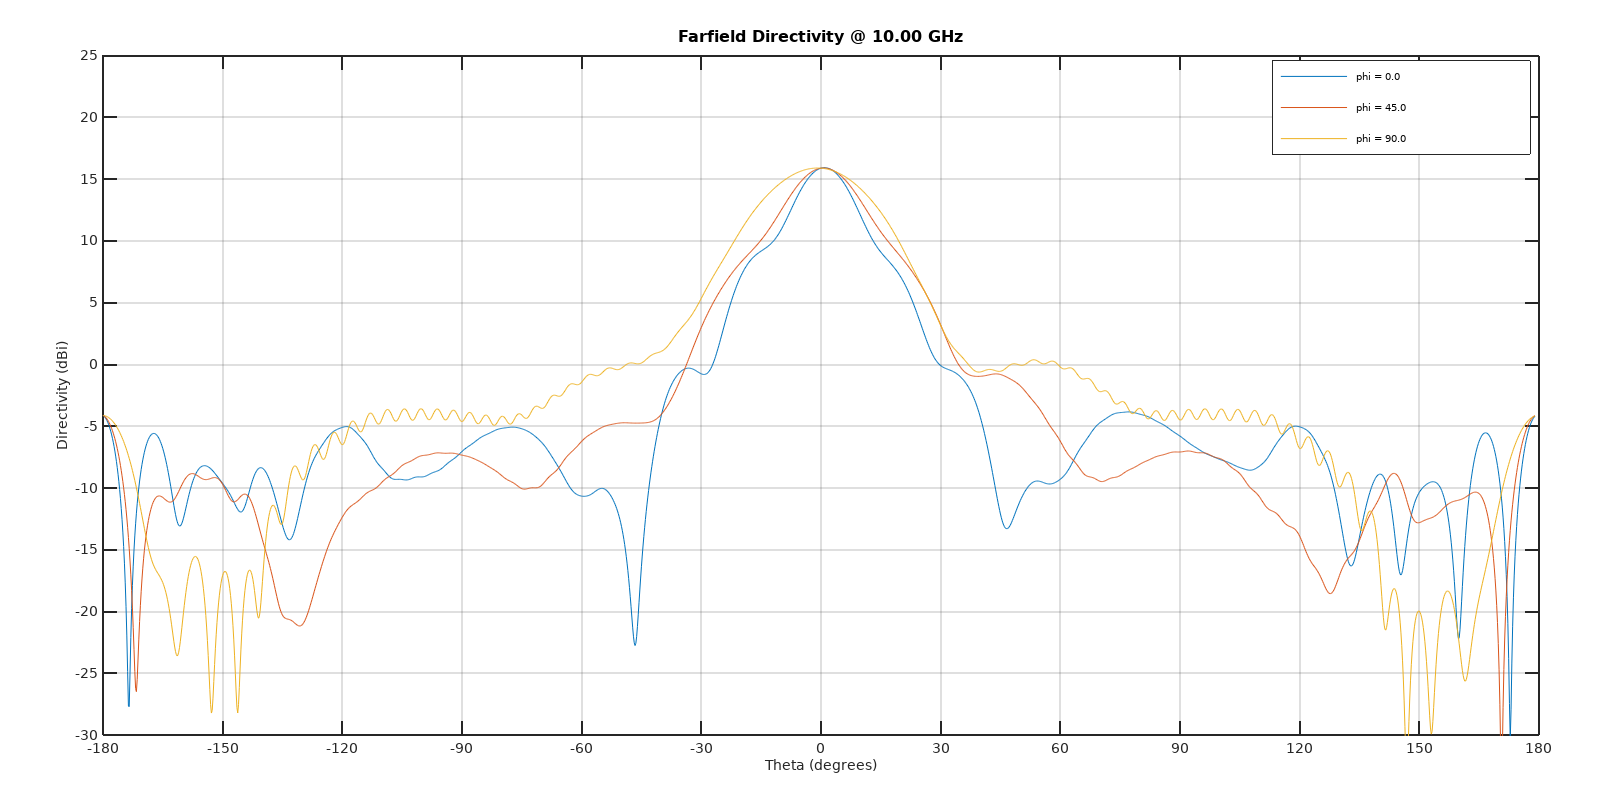 Farfield Directivity @ 10.00 GHz
phi = 0.0
phi = 45.0
phi = 90.0
Directivity (dBi)
25
20
15
10
5
0
-5
-10
-15
-20
-25
-30
-180 -150 -120 -90 -60 -30 0 30 60 90 120 150 180
Theta (degrees)